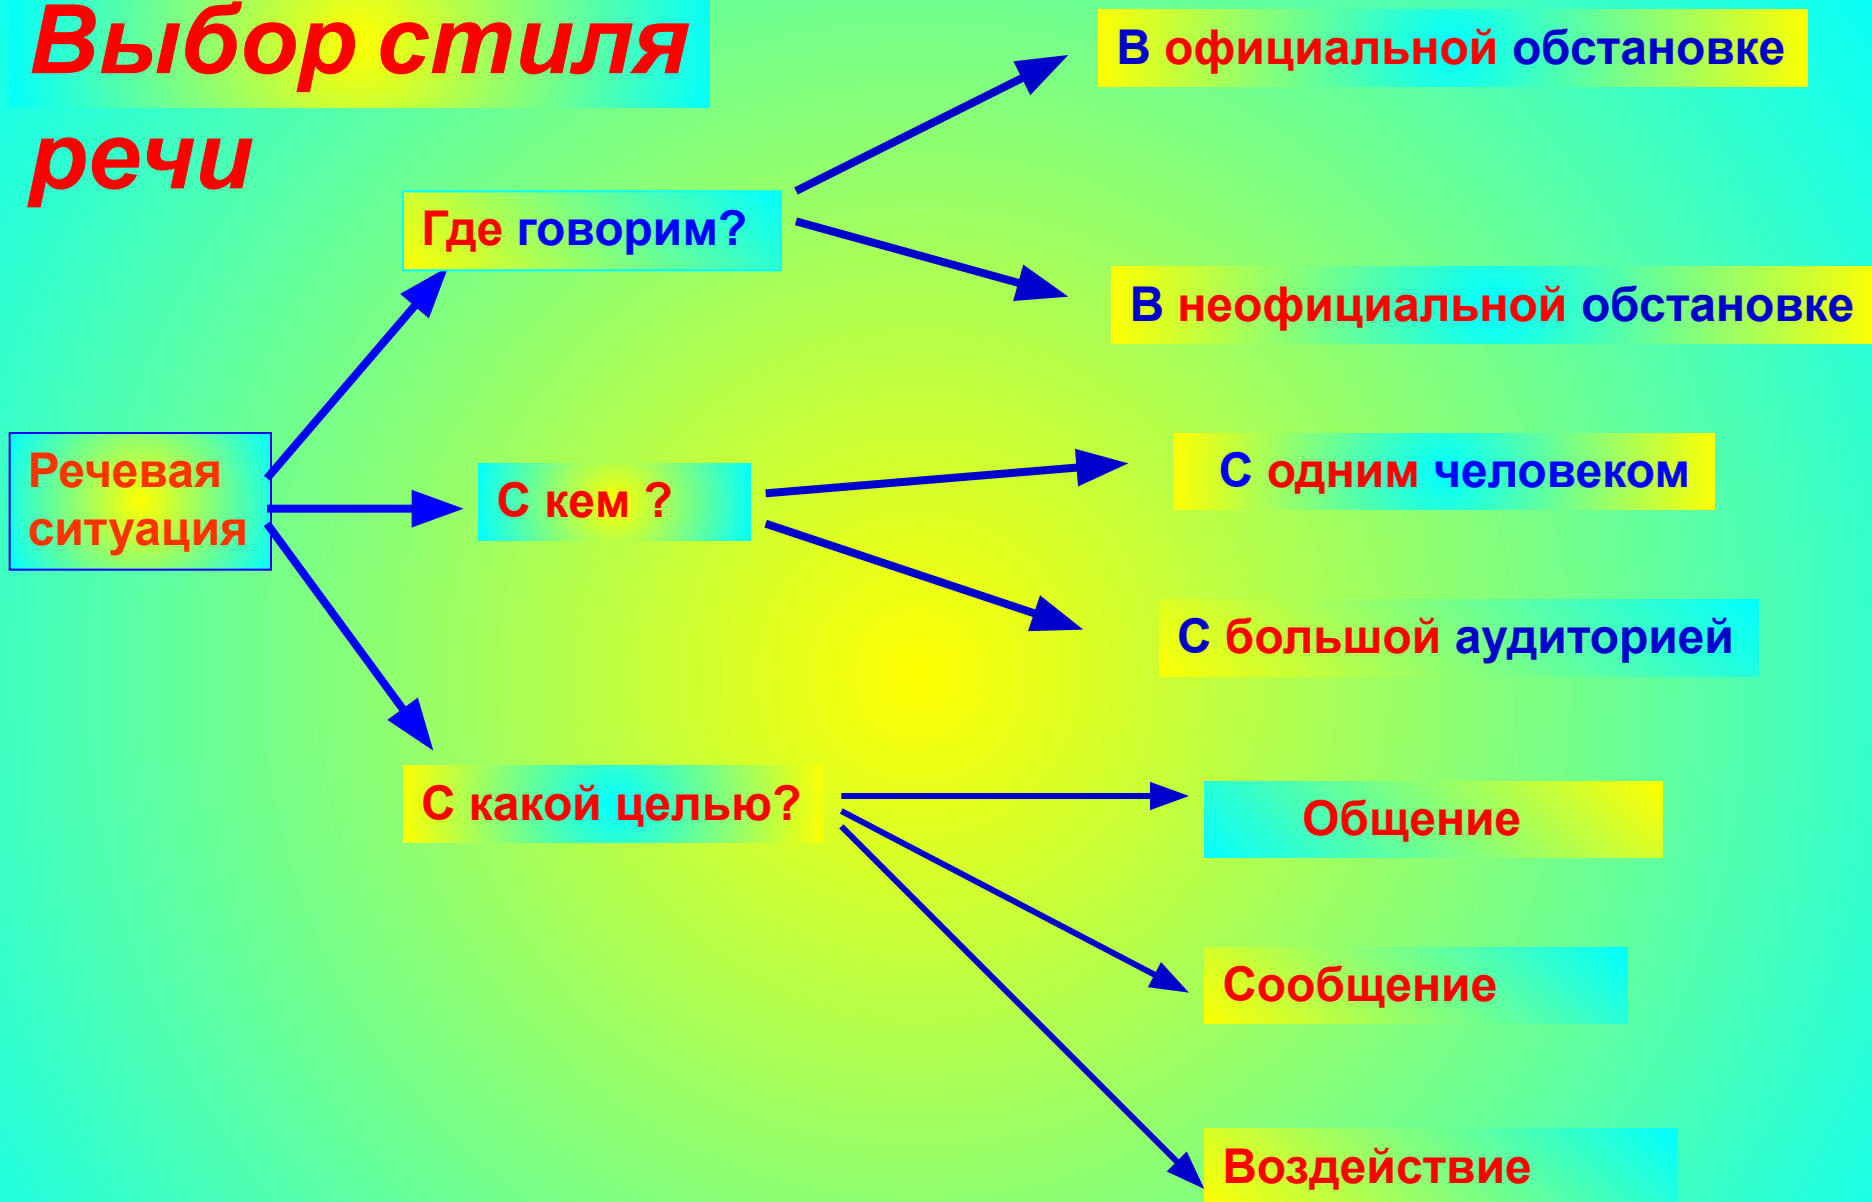 Выбор стиля
речи
Речевая
ситуация
Где говорим?
В официальной обстановке
В неофициальной обстановке
С кем ?
С одним человеком
С большой аудиторией
С какой целью?
Общение
Сообщение
Воздействие